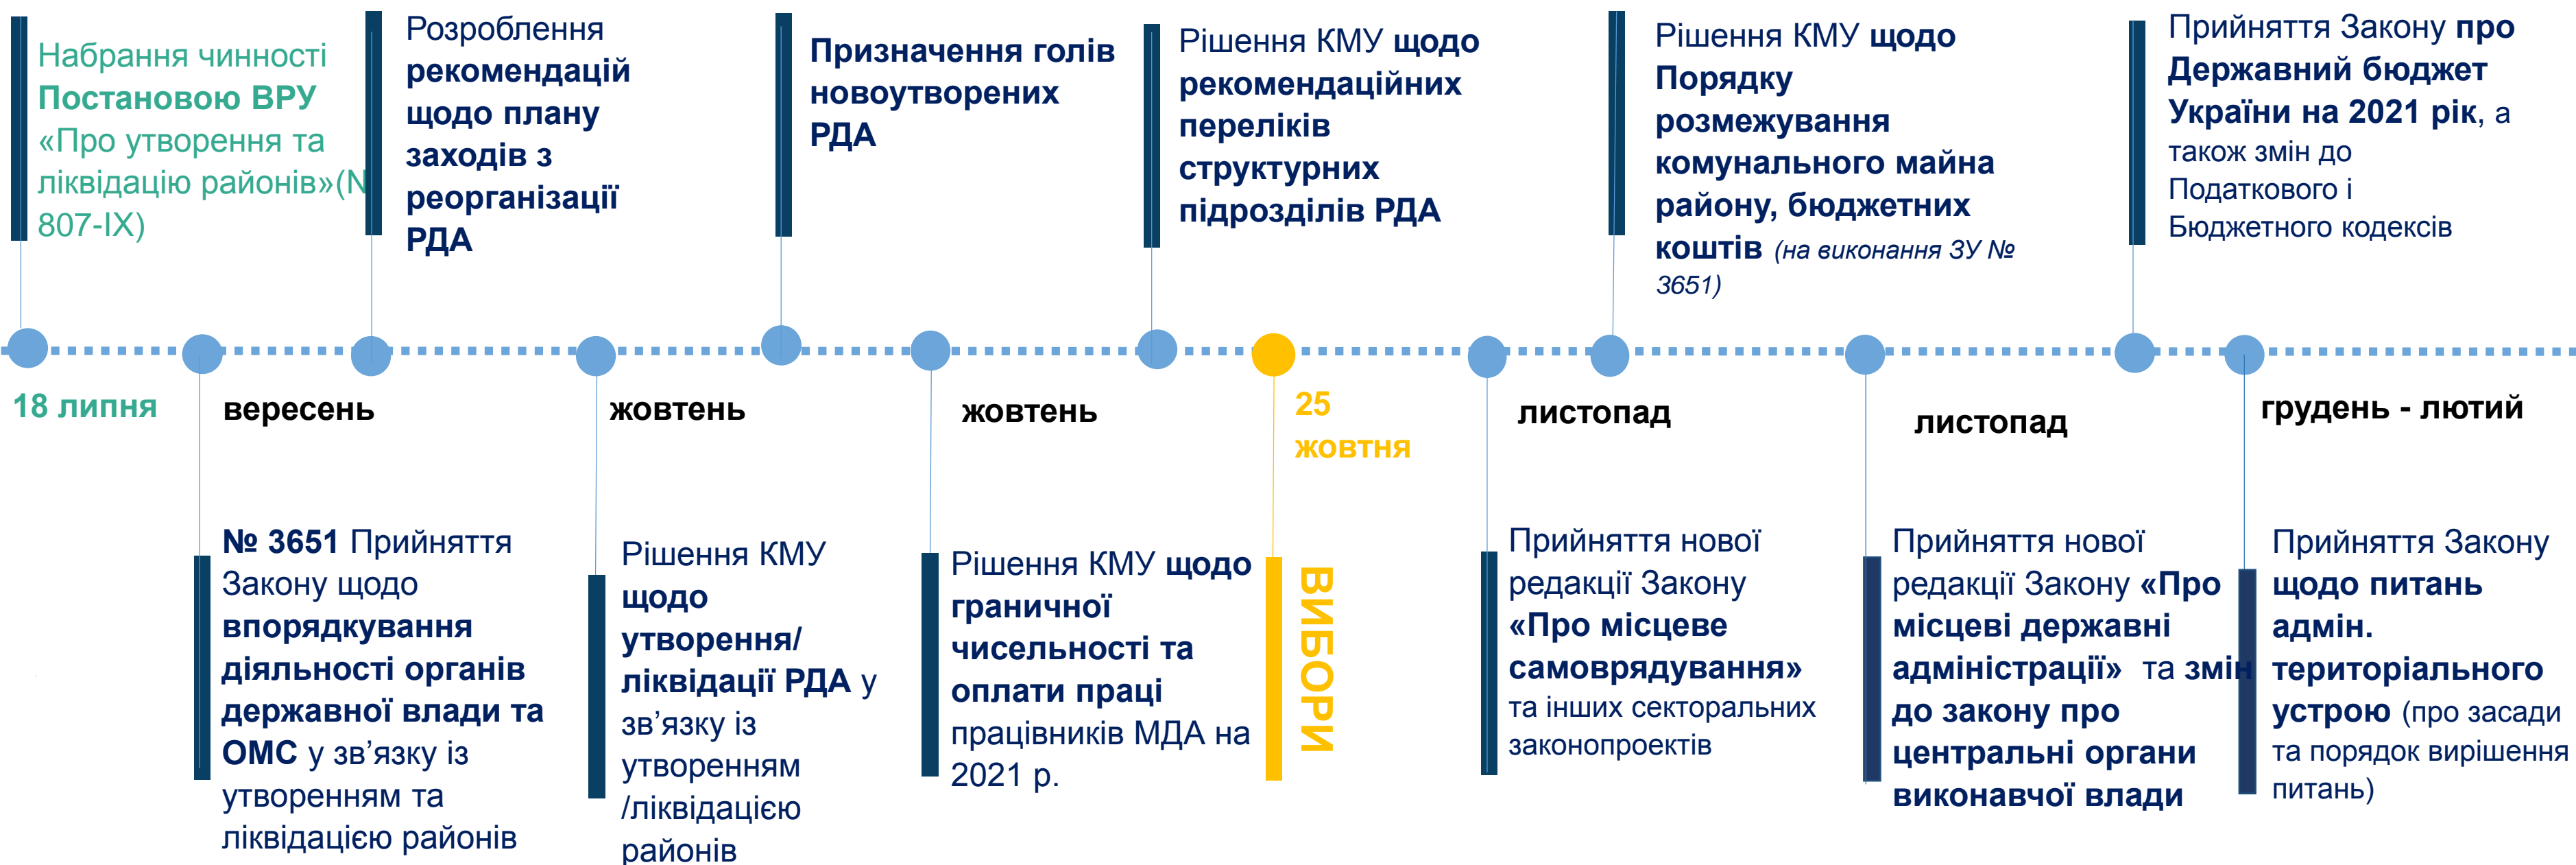 Набрання чинності
Постановою ВРУ
«Про утворення та
ліквідацію районів»(№
807-IX)
Розроблення
рекомендацій
щодо плану
заходів з
реорганізації
РДА
Призначення голів
новоутворених
РДА
Рішення КМУ щодо
рекомендаційних
переліків
структурних
підрозділів РДА
Рішення КМУ щодо
Порядку
розмежування
комунального майна
району, бюджетних
коштів (на виконання ЗУ №
3651)
Прийняття Закону про
Державний бюджет
України на 2021 рік, а
також змін до
Податкового і
Бюджетного кодексів
18 липня
вересень
жовтень
жовтень
25
жовтня
листопад
листопад
грудень - лютий
№ 3651 Прийняття
Закону щодо
впорядкування
діяльності органів
державної влади та
ОМС у зв’язку із
утворенням та
ліквідацією районів
Рішення КМУ
щодо
утворення/
ліквідації РДА у
зв’язку із
утворенням
/ліквідацією
районів
Рішення КМУ щодо
граничної
чисельності та
оплати праці
працівників МДА на
2021 р.
ВИБОРИ
Прийняття нової
редакції Закону
«Про місцеве
самоврядування»
та інших секторальних
законопроектів
Прийняття нової
редакції Закону «Про
місцеві державні
адміністрації» та змін
до закону про
центральні органи
виконавчої влади
Прийняття Закону
щодо питань
адмін.
територіального
устрою (про засади
та порядок вирішення
питань)